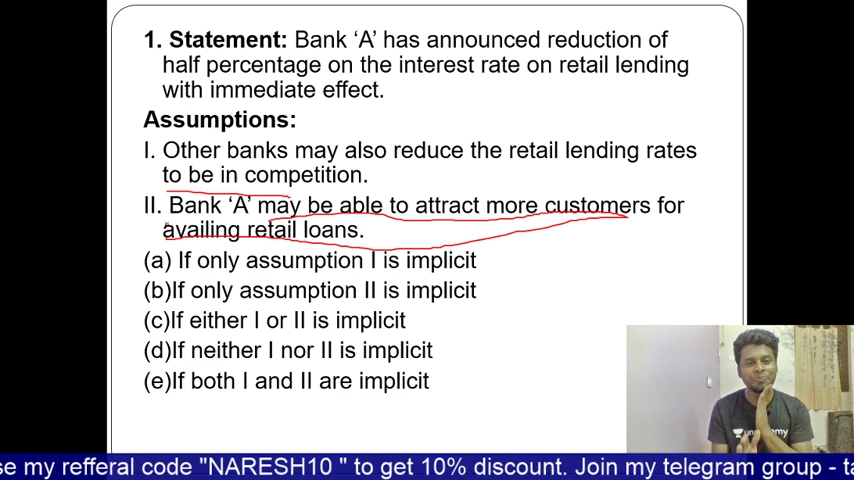 1. Statement: Bank ‘A’ has announced reduction of
half percentage on the interest rate on retail lending
with immediate effect.
Assumptions:
I. Other banks may also reduce the retail lending rates
to be in competition.
II. Bank ‘A’ may be able to attract more customers for
availing retail loans.
(a) If only assumption I is implicit
(b)If only assumption II is implicit
(c)If either I or II is implicit
(d)If neither I nor II is implicit
(e)If both I and II are implicit
my refferal code "NARESH10 " to get 10% discount. Join my telegram group -